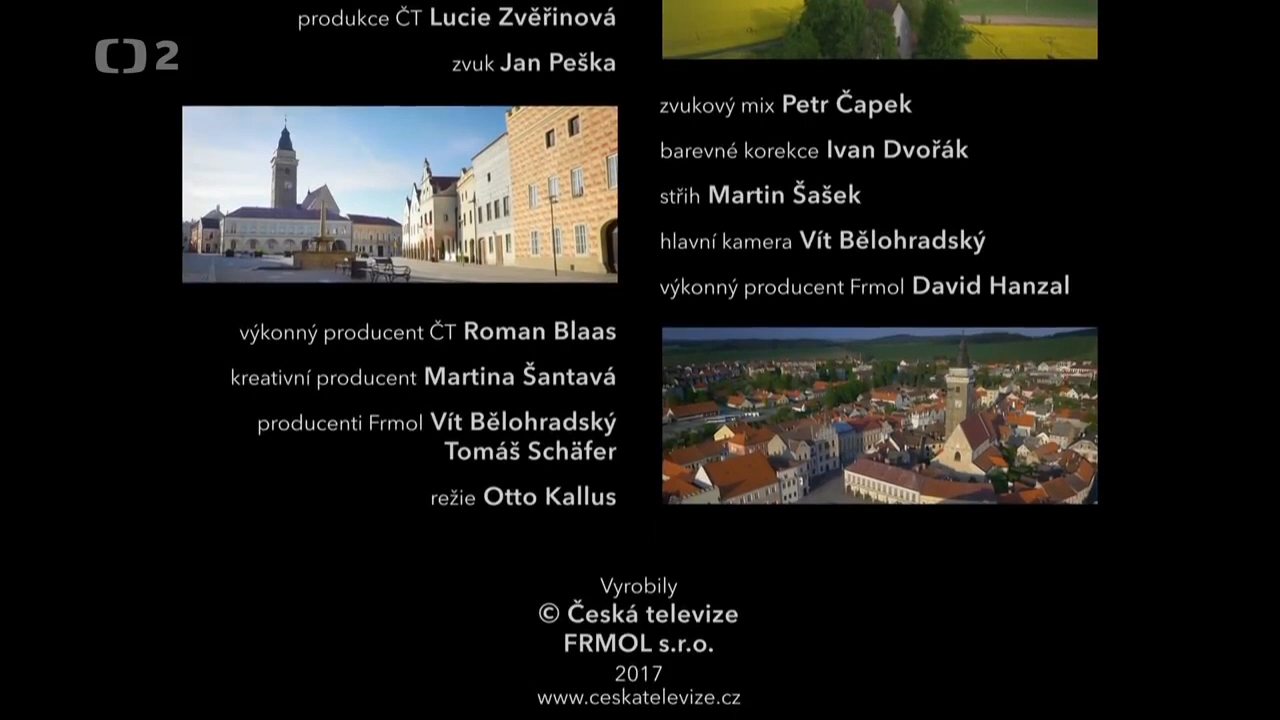 produkce ČT Lucie Zvěřinová
zvuk Jan Peška
výkonný producent ČT Roman Blaas
kreativní producent Martina Šantavá
producenti Frmol Vít Bělohradský
Tomáš Schäfer
režie Otto Kallus
zvukový mix Petr Čapek
barevné korekce Ivan Dvořák
střih Martin Šašek
hlavní kamera Vít Bělohradský
výkonný producent Frmol David Hanzal
Vyrobily
© Česká televize
FRMOL s.r.o.
2017
www.ceskatelevize.cz
2